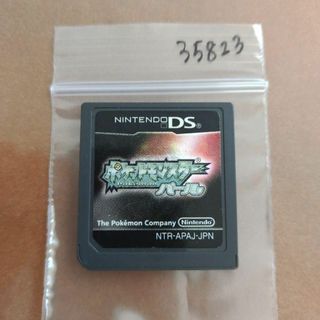 35823
NINTENDO DS
ポケットモンスター
パール
The Pokémon Company Nintendo
NTR-APAJ-JPN